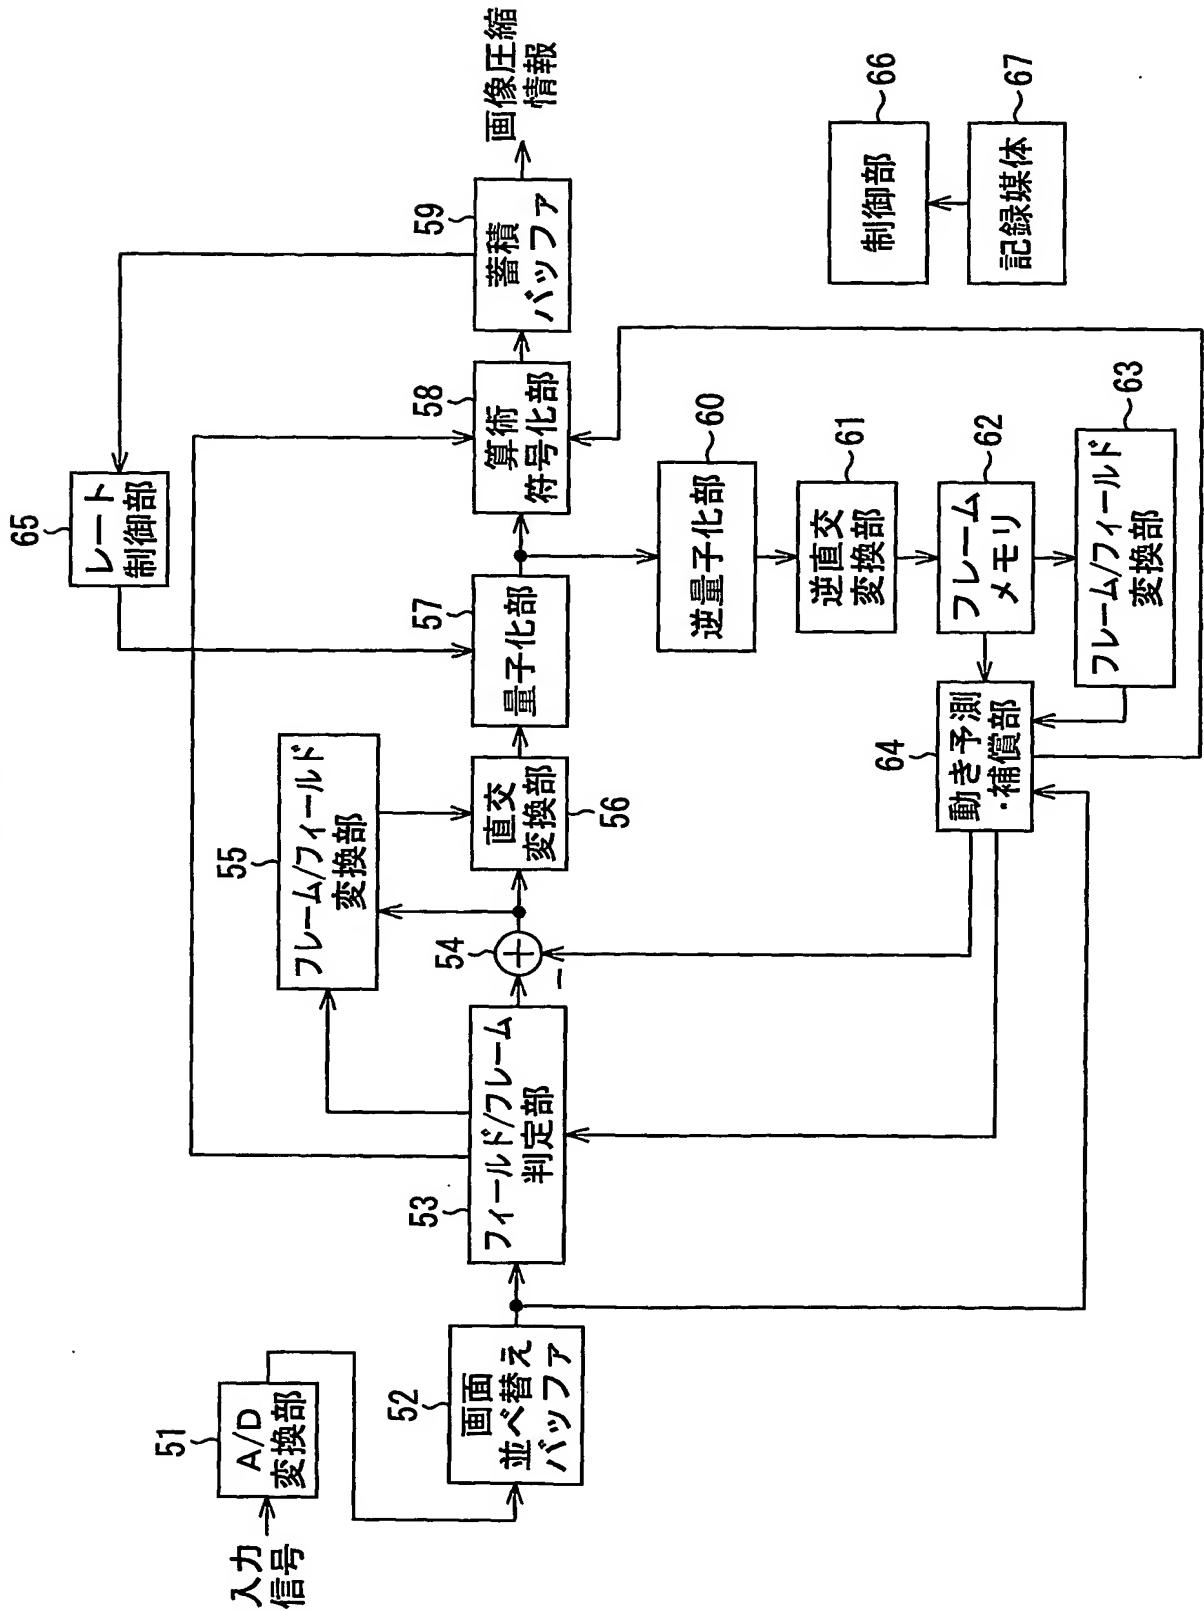 入力
信号
51
A/D
変換部
52
画面
並べ替え
バッファ
53
フィールド/フレーム
判定部
54
+
−
55
フレーム/フィールド
変換部
56
直交
変換部
57
量子化部
58
算術
符号化部
59
蓄積
バッファ
画像圧縮
情報
65
レート
制御部
60
逆量子化部
61
逆直交
変換部
62
フレーム
メモリ
63
フレーム/フィールド
変換部
64
動き予測
・補償部
66
制御部
67
記録媒体